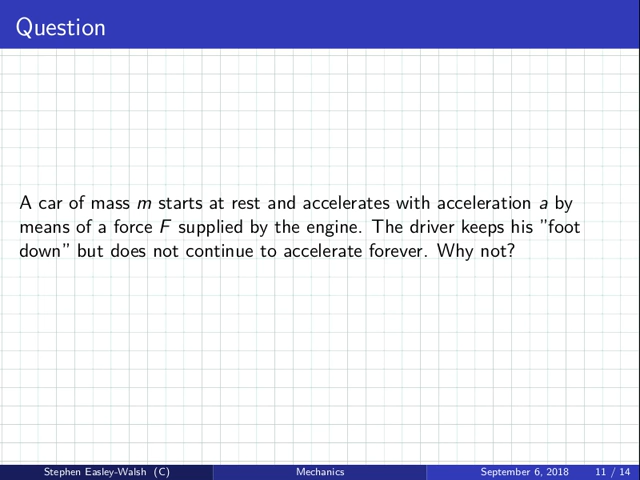 Question
A car of mass m starts at rest and accelerates with acceleration a by
means of a force F supplied by the engine. The driver keeps his ”foot
down” but does not continue to accelerate forever. Why not?
Stephen Easley-Walsh (C) Mechanics September 6, 2018 11 / 14